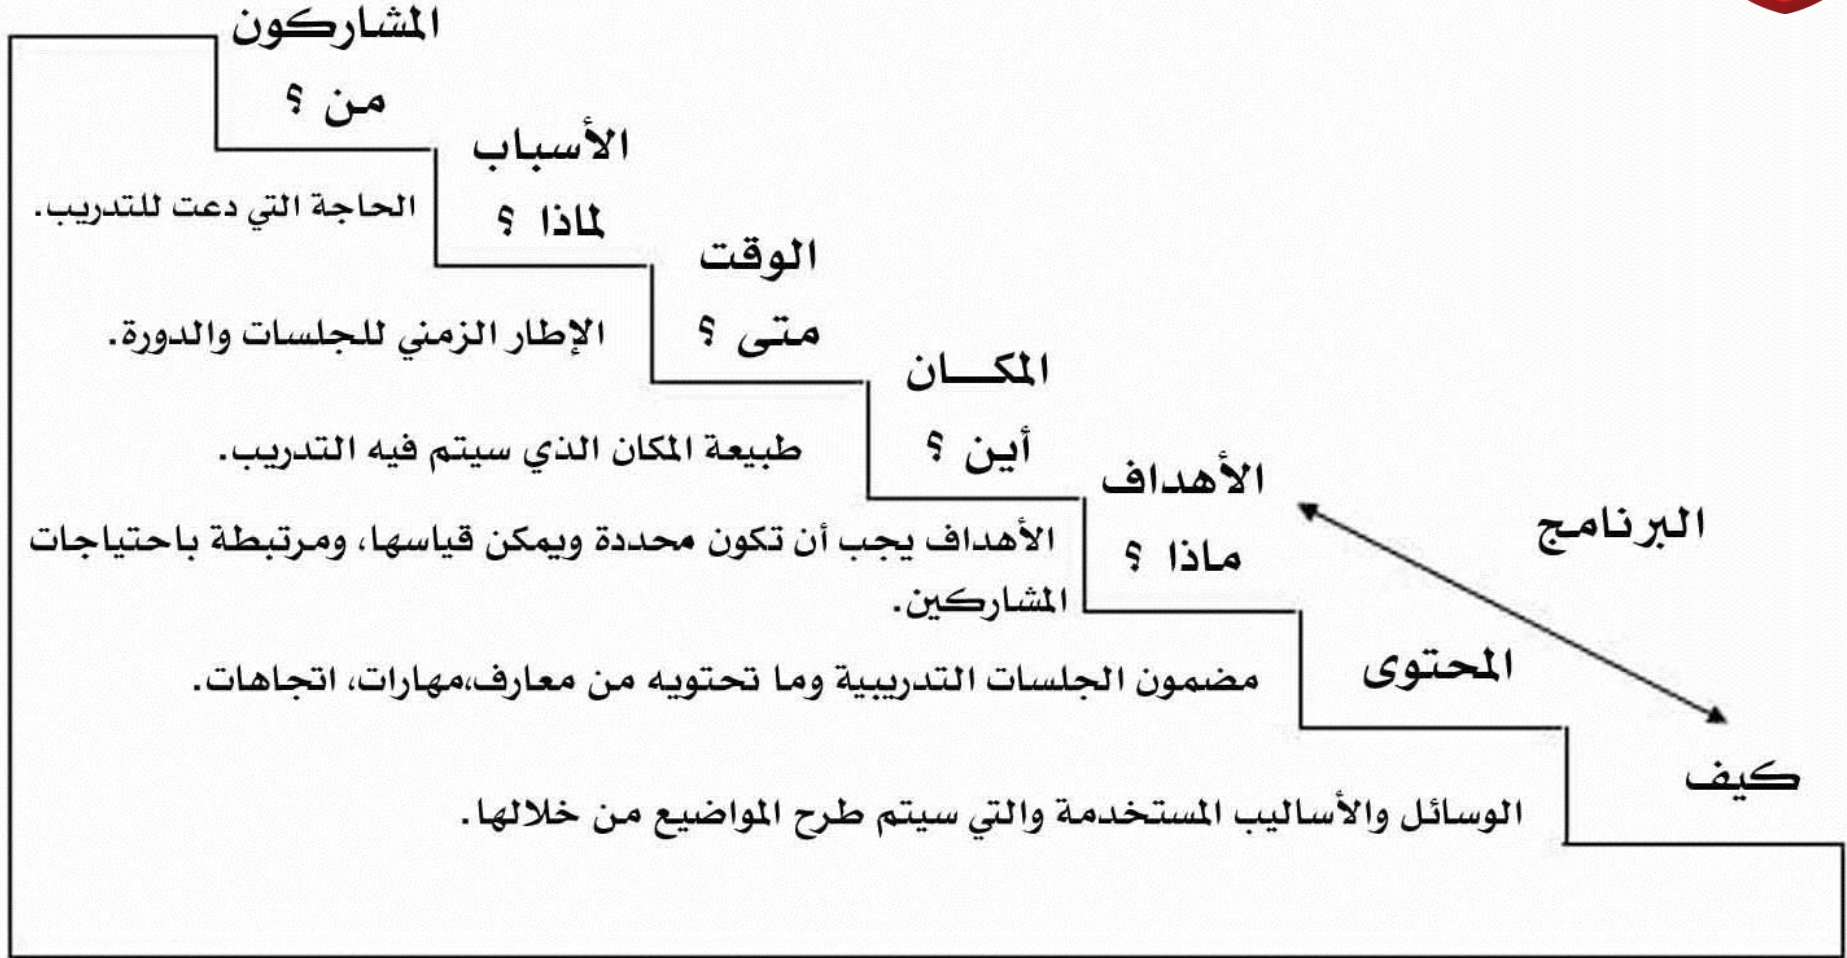 المشاركون
من ؟
الأسباب
لماذا ؟
الحاجة التي دعت للتدريب.
الوقت
متى ؟
الإطار الزمني للجلسات والدورة.
المكـــان
أين ؟
طبيعة المكان الذي سيتم فيه التدريب.
الأهداف
ماذا ؟
الأهداف يجب أن تكون محددة ويمكن قياسها، ومرتبطة باحتياجات
المشاركين.
البرنامج
المحتوى
مضمون الجلسات التدريبية وما تحتويه من معارف،مهارات، اتجاهات.
كيف
الوسائل والأساليب المستخدمة والتي سيتم طرح المواضيع من خلالها.